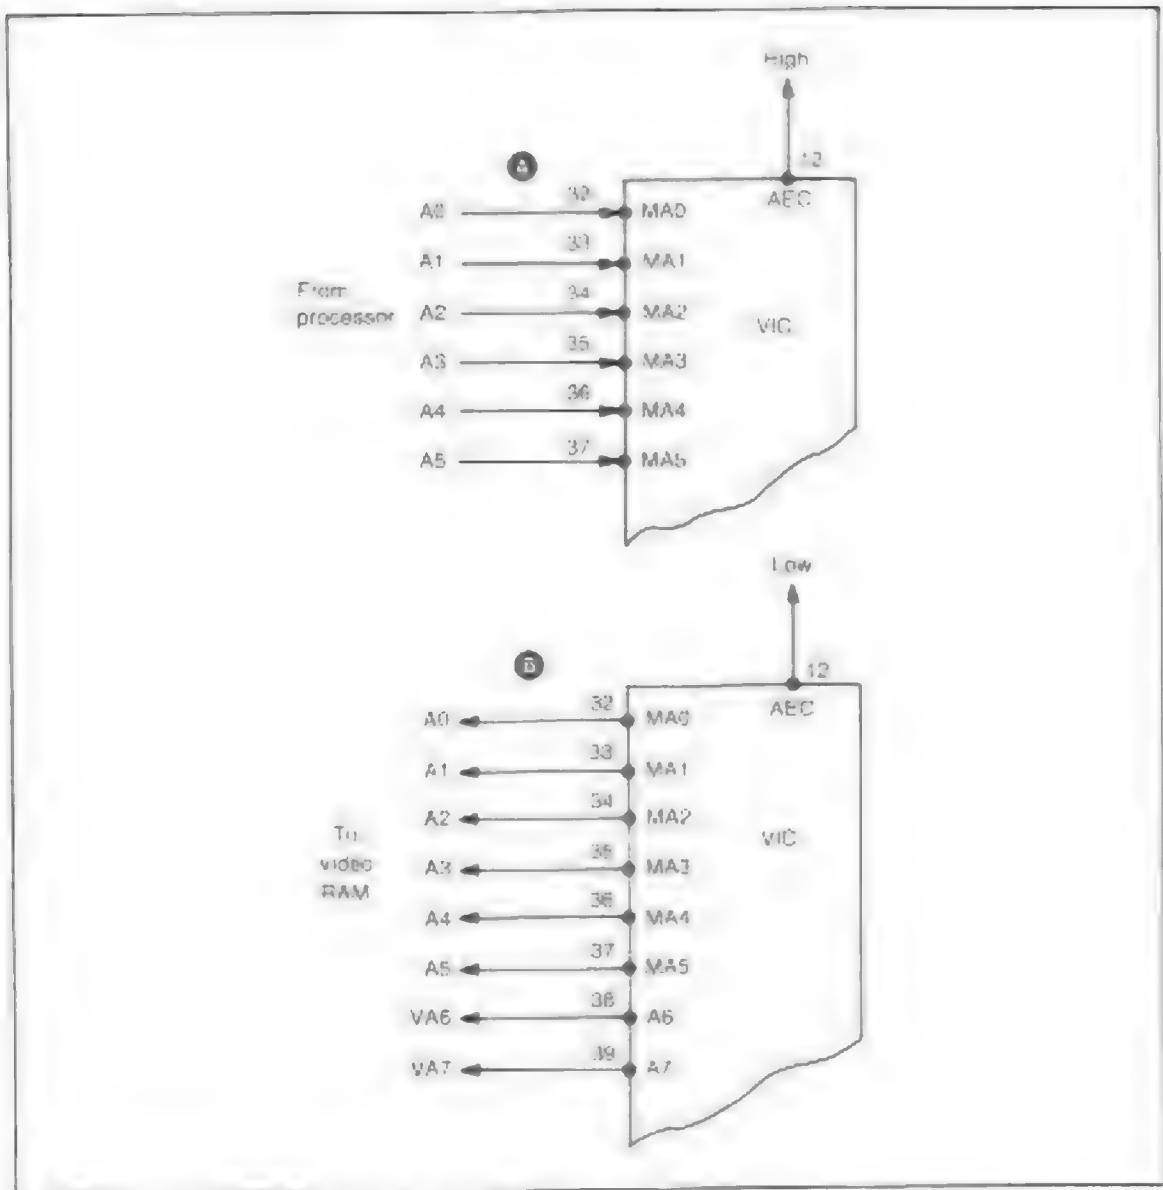 High
A
12
AEC
A0 32 MA0
A1 33 MA1
From
processor
A2 34 MA2
VIC
A3 35 MA3
A4 36 MA4
A5 37 MA5
Low
B
12
AEC
A0 32 MA0
A1 33 MA1
A2 34 MA2
VIC
To
video
RAM
A3 35 MA3
A4 36 MA4
A5 37 MA5
VA6 38 A6
VA7 39 A7